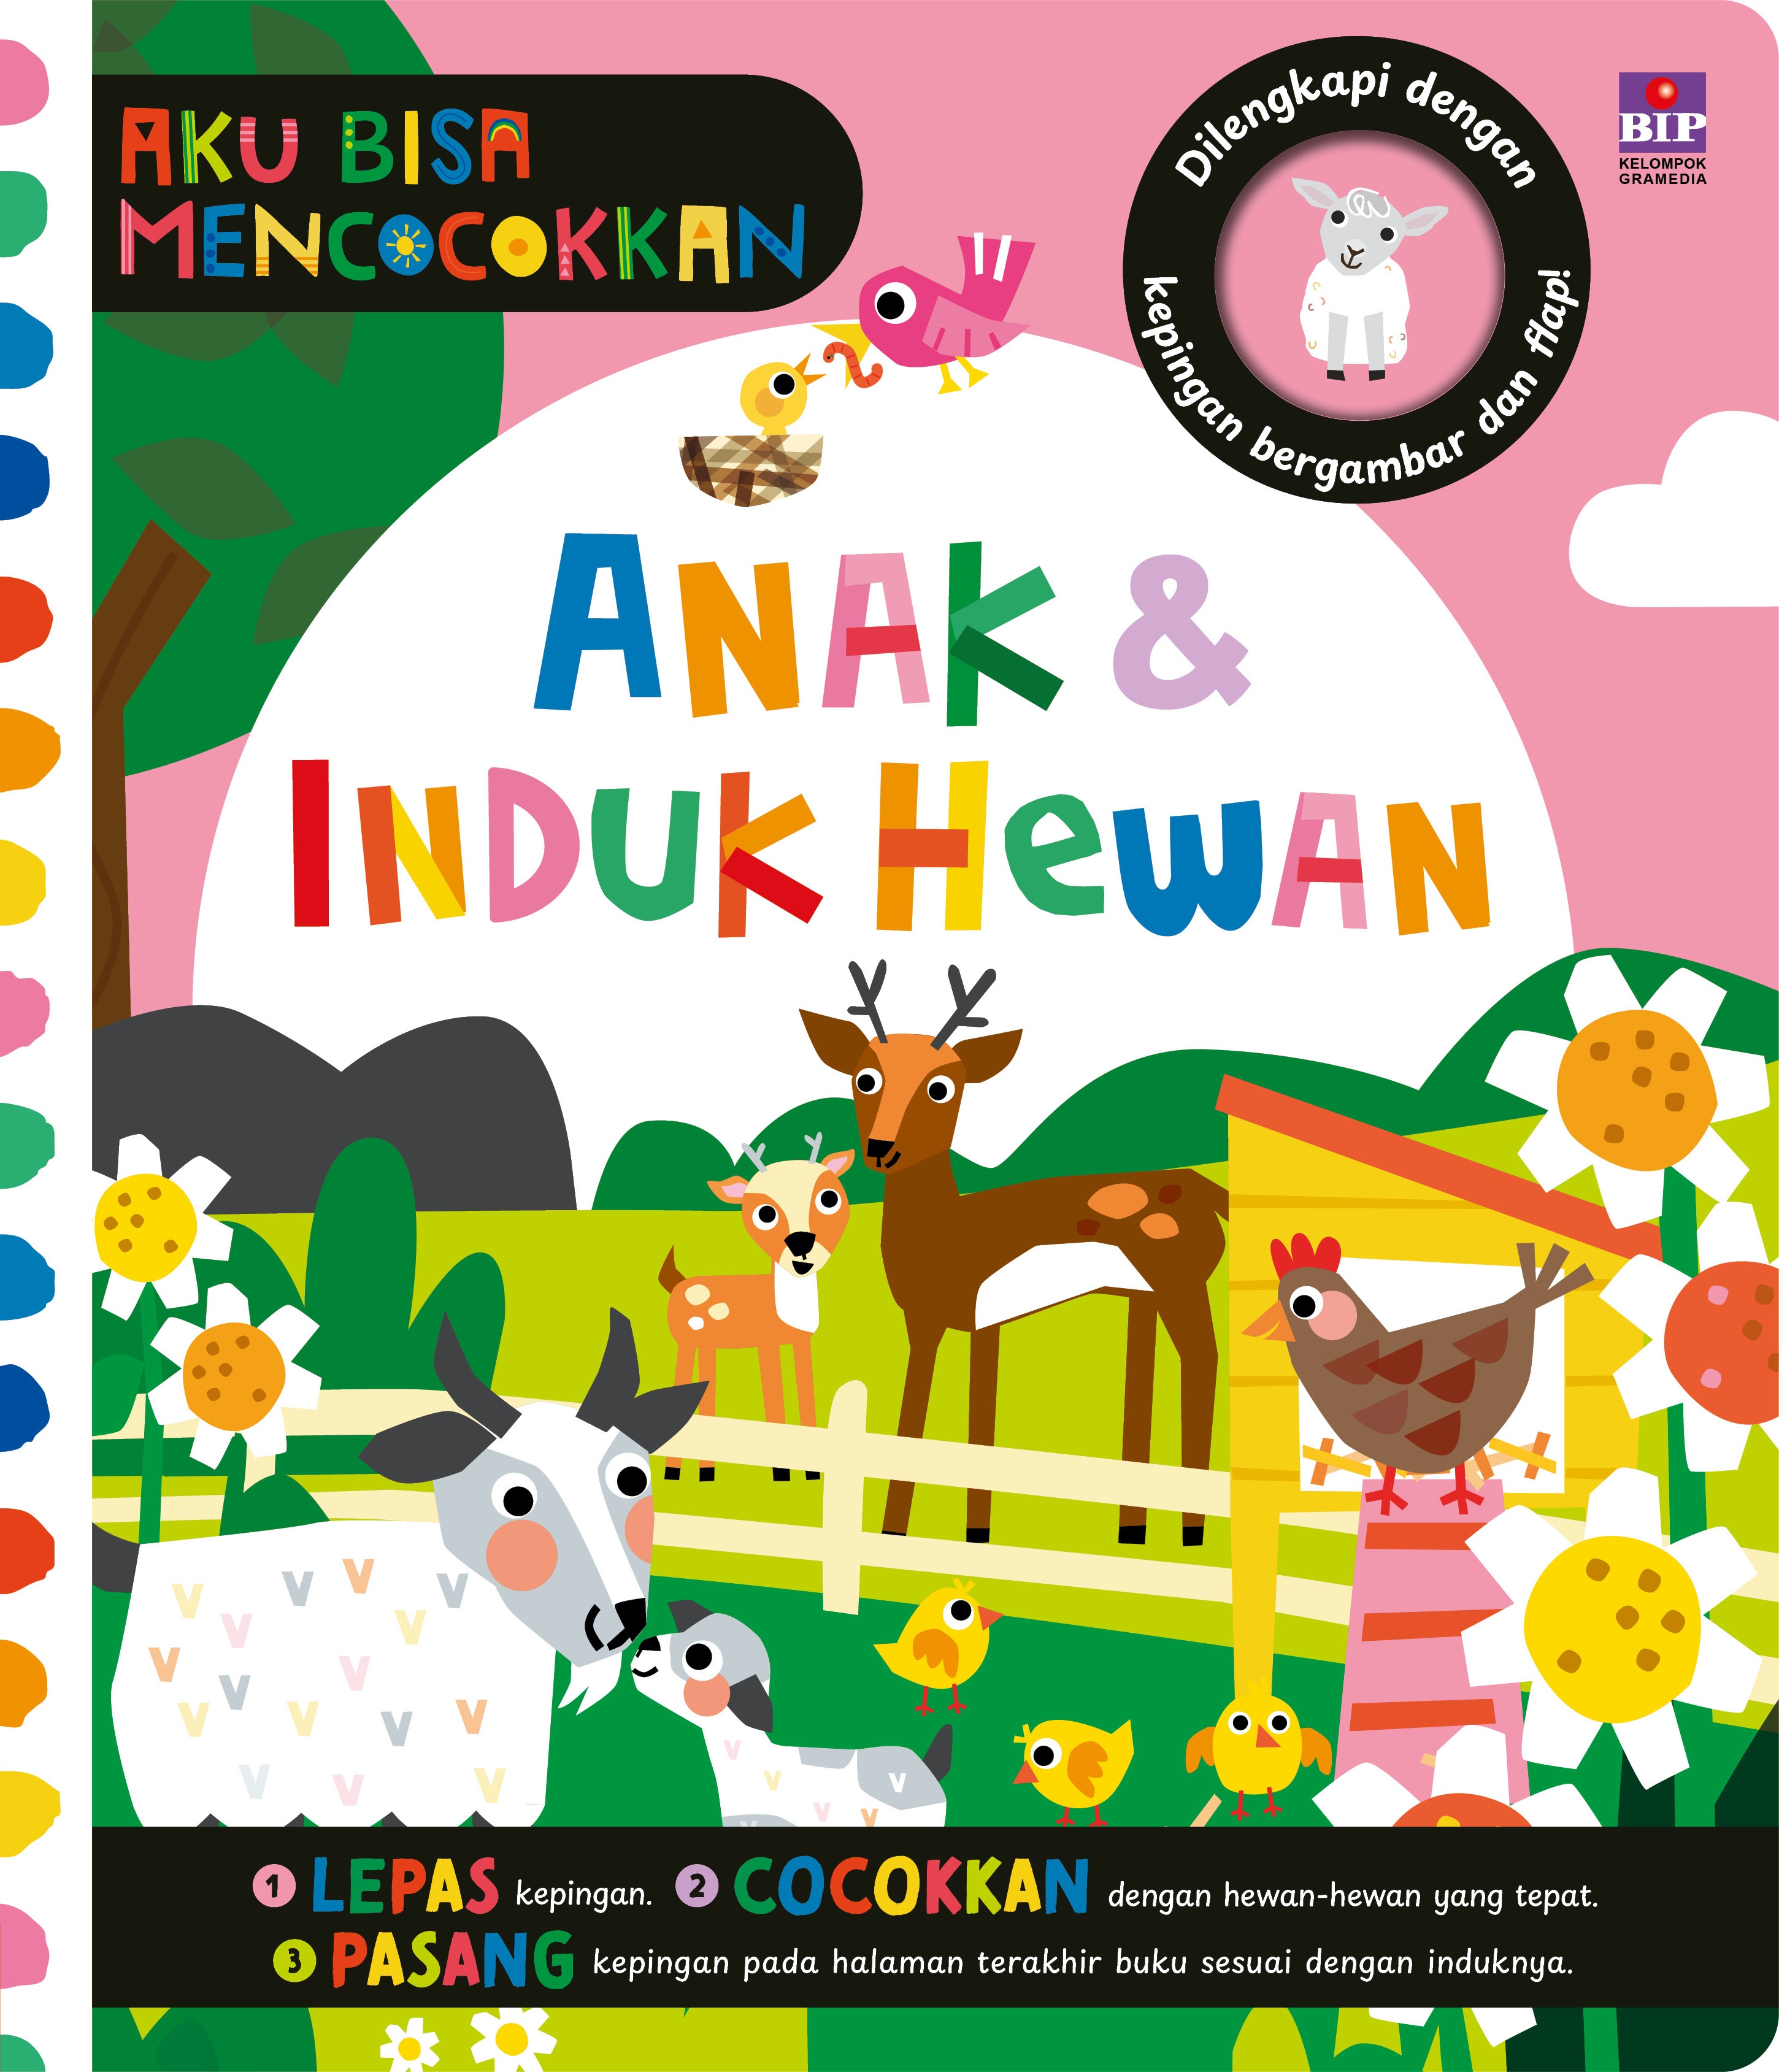 AKU BISA
MENCOCOKKAN
Dilengkapi dengan
kepingan bergambar dan flap!
BIP
KELOMPOK
GRAMEDIA
ANAK &
INDUK HeWAN
1 LEPAS kepingan. 2 COCOKKAN dengan hewan-hewan yang tepat.
3 PASANG kepingan pada halaman terakhir buku sesuai dengan induknya.